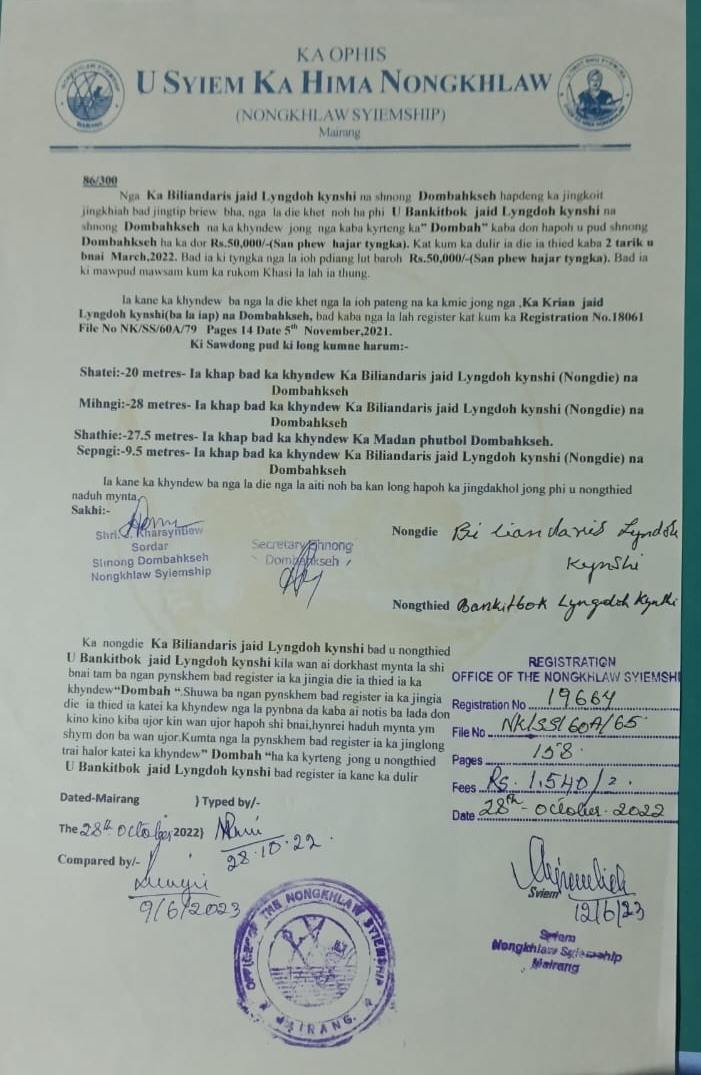 KA OPHIS
U SYIEM KA HIMA NONGKHLAW
(NONGKHLAW SYIEMSHIP)
Mairang
86/300
Nga Ka Biliandaris jaid Lyngdoh kynshi na shnong Dombahkseh hapdeng ka jingkoit
jingkhiah bad jingtip briew bha, nga la die khet noh ha phi U Bankitbok jaid Lyngdoh kynshi na
shnong Dombahkseh na ka khyndew jong nga kaba kyrteng ka" Dombah" kaba don hapoh u pud shnong
Dombahkseh ha ka dor Rs.50,000/-(San phew hajar tyngka). Kat kum ka dulir ia die ia thied kaba 2 tarik u
bnai March,2022. Bad ia ki tyngka nga la ioh pdiang lut baroh Rs.50,000/-(San phew hajar tyngka). Bad ia
ki mawpud mawsam kum ka rukom Khasi la lah ia thung.
Ia kane ka khyndew ba nga la die khet nga la ioh pateng na ka kmie jong nga ,Ka Krian jaid
Lyngdoh kynshi(ba la iap) na Dombahkseh, bad kaba nga la lah register kat kum ka Registration No.18061
File No NK/SS/60A/79 Pages 14 Date 5th November,2021.
Ki Sawdong pud ki long kumne harum:-
Shatei:-20 metres- Ia khap bad ka khyndew Ka Biliandaris jaid Lyngdoh kynshi (Nongdie) na
Dombahkseh
Mihngi:-28 metres- Ia khap bad ka khyndew Ka Biliandaris jaid Lyngdoh kynshi (Nongdie) na
Dombahkseh
Shathie:-27.5 metres- Ia khap bad ka khyndew Ka Madan phutbol Dombahkseh.
Sepngi:-9.5 metres- Ia khap bad ka khyndew Ka Biliandaris jaid Lyngdoh kynshi (Nongdie) na
Dombahkseh
Ia kane ka khyndew ba nga la die nga la aiti noh ba kan long hapoh ka jingdakhol jong phi u nongthied
naduh mynta.
Sakhi:-
Shri. Kharsyntiew
Sordar
Shnong Dombahkseh
Nongkhlaw Syiemship
Secretary Shnong
Dombahkseh
Nongdie Biliandaris Lyndoh
Kynshi
Nongthied Bankitbok Lyngdoh Kynshi
Ka nongdie Ka Biliandaris jaid Lyngdoh kynshi bad u nongthied
U Bankitbok jaid Lyngdoh kynshi kila wan ai dorkhast mynta la shi
bnai tam ba ngan pynskhem bad register ia ka jingia die ia thied ia ka
khyndew"Dombah ".Shuwa ba ngan pynskhem bad register ia ka jingia
die ia thied ia katei ka khyndew nga la pynbna da kaba ai notis ba lada don
kino kino kiba ujor kin wan ujor hapoh shi bnai,hynrei haduh mynta ym
shym don ba wan ujor.Kumta nga la pynskhem bad register ia ka jinglong
trai halor katei ka khyndew" Dombah "ha ka kyrteng jong u nongthied
U Bankitbok jaid Lyngdoh kynshi bad register ia kane ka dulir
REGISTRATION
OFFICE OF THE NONGKHLAW SYIEMSHI
Registration No 19664
File No NK/SS/60A/65
Pages 158
Fees Rs. 1,540/2.
Date 28th - October. 2022
Dated-Mairang ) Typed by/-
The 28th October 2022)
28.10.22
Compared by/-
9/6/2023
Syiem
12/6/23
Syiem
Nongkhlaw Syiemship
Mairang
OFFICE OF THE NONGKHLAW SYIEMSHIP
MAIRANG.